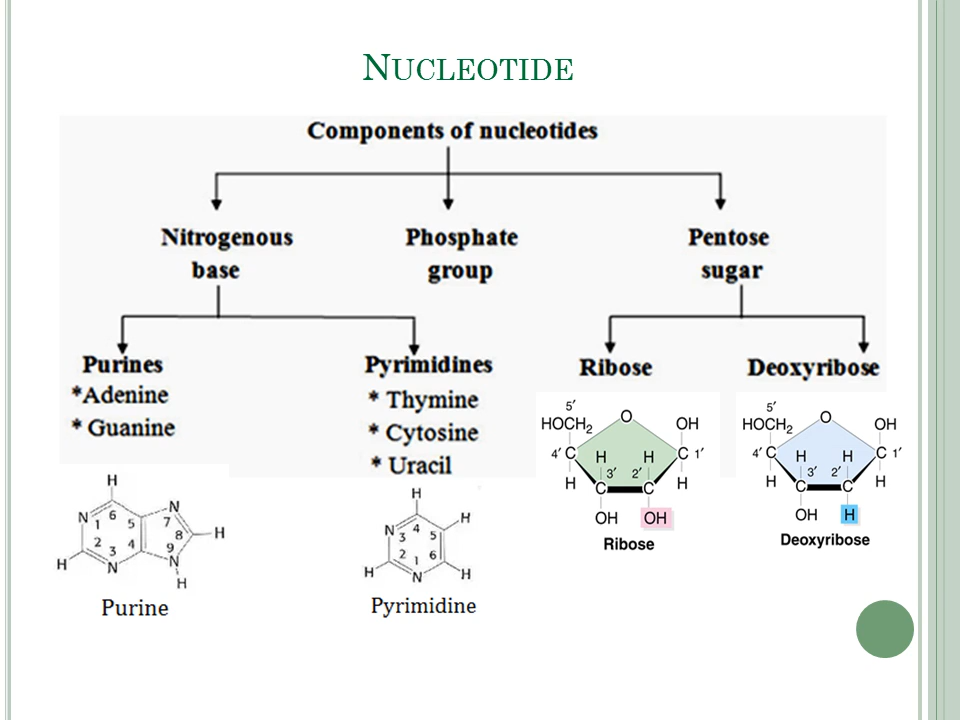 NUCLEOTIDE
Components of nucleotides
Nitrogenous
base
Phosphate
group
Pentose
sugar
Purines
*Adenine
* Guanine
Pyrimidines
* Thymine
* Cytosine
* Uracil
Ribose
Deoxyribose
H
N 1 6 5 7 N
2 3 4 8 9 H
H N N
H
Purine
H
N 3 4 5 H
2 1 6
H N H
Pyrimidine
5′
HOCH2 O OH
4′ C H H C 1′
3′ 2′
H C C H
OH OH
Ribose
5′
HOCH2 O OH
4′ C H H C 1′
3′ 2′
H C C H
OH H
Deoxyribose